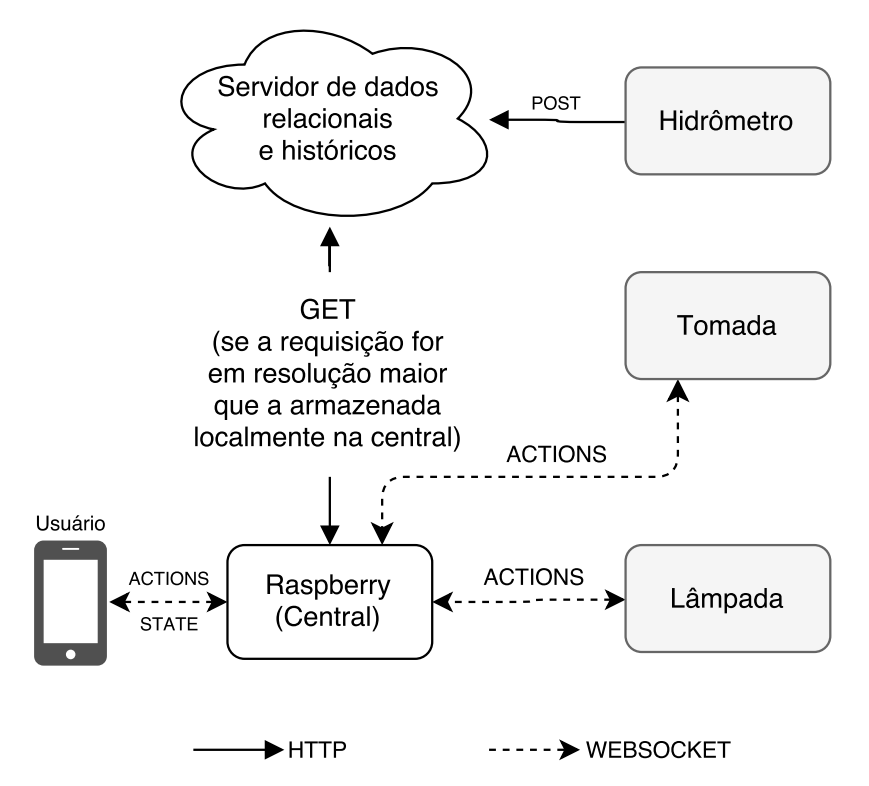 Servidor de dados
relacionais
e históricos
POST
Hidrômetro
GET
(se a requisição for
em resolução maior
que a armazenada
localmente na central)
Tomada
ACTIONS
Usuário
ACTIONS
STATE
Raspberry
(Central)
ACTIONS
Lâmpada
HTTP
WEBSOCKET